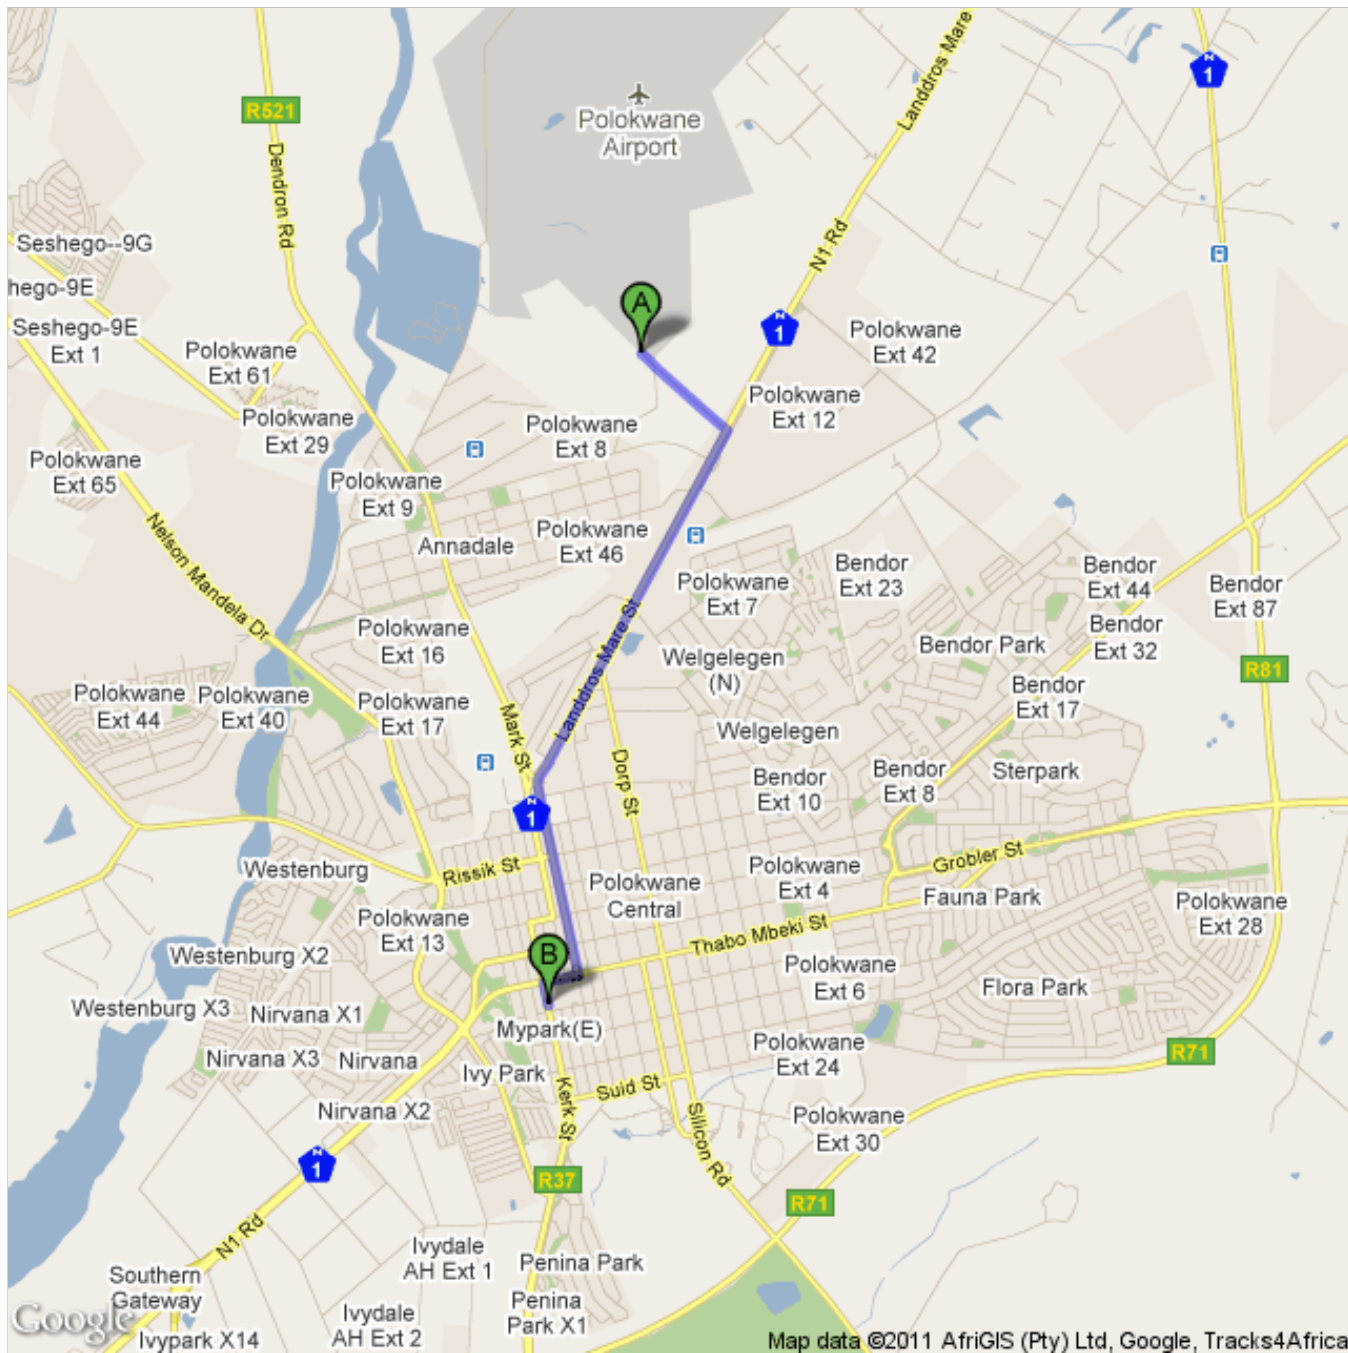 N
1
Landdros Mare
R521
Polokwane
Airport
Dendron Rd
Seshego--9G
hego-9E
N1 Rd
Seshego-9E
Ext 1
A
N
1
Polokwane
Ext 42
Polokwane
Ext 61
Polokwane
Ext 12
Polokwane
Ext 29
Polokwane
Ext 8
Polokwane
Ext 65
Polokwane
Ext 9
Nelson Mandela Dr
Annadale
Polokwane
Ext 46
Polokwane
Ext 7
Bendor
Ext 23
Bendor
Ext 44
Bendor
Ext 87
Polokwane
Ext 16
Landdros Mare St
Welgelegen
(N)
Bendor Park
Bendor
Ext 32
R81
Polokwane
Ext 44
Polokwane
Ext 40
Polokwane
Ext 17
Mark St
Bendor
Ext 17
Welgelegen
Dorp St
Bendor
Ext 10
Bendor
Ext 8
Sterpark
N
1
Westenburg
Rissik St
Polokwane
Central
Polokwane
Ext 4
Grobler St
Fauna Park
Polokwane
Ext 28
Polokwane
Ext 13
Thabo Mbeki St
Westenburg X2
B
Polokwane
Ext 6
Flora Park
Westenburg X3
Nirvana X1
Mypark(E)
Nirvana X3
Nirvana
Ivy Park
Polokwane
Ext 24
R71
Nirvana X2
Kerk St
Suid St
Silicon Rd
Polokwane
Ext 30
N
1
R37
R71
N1 Rd
Ivydale
AH Ext 1
Penina Park
Southern
Gateway
Penina
Park X1
Google
Ivypark X14
Ivydale
AH Ext 2
Map data ©2011 AfriGIS (Pty) Ltd, Google, Tracks4Africa